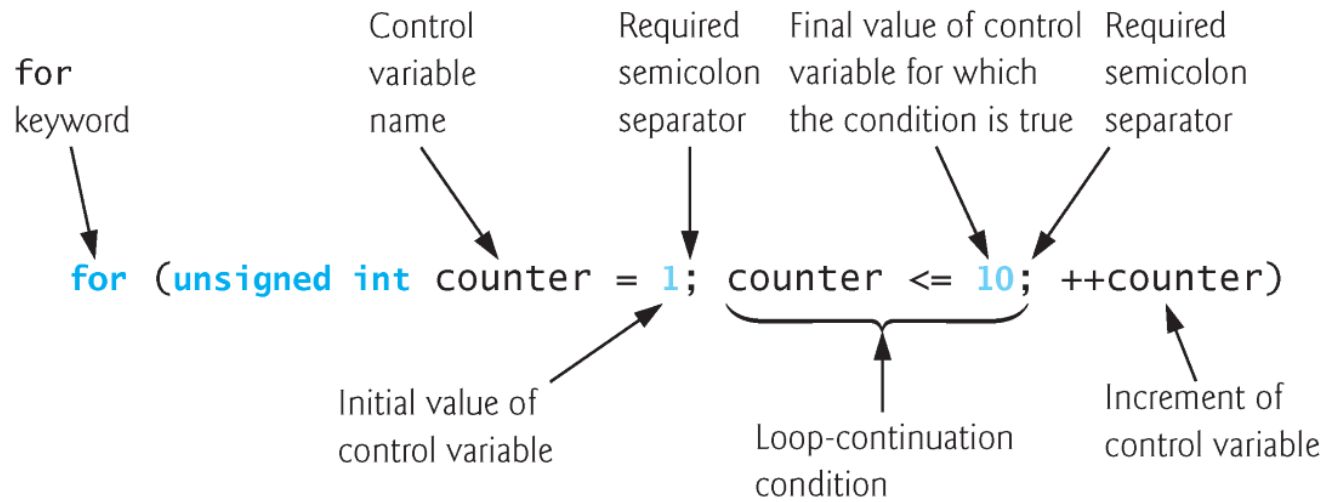 for
keyword
Control
variable
name
Required
semicolon
separator
Final value of control
variable for which
the condition is true
Required
semicolon
separator
for (unsigned int counter = 1; counter <= 10; ++counter)
Initial value of
control variable
Loop-continuation
condition
Increment of
control variable